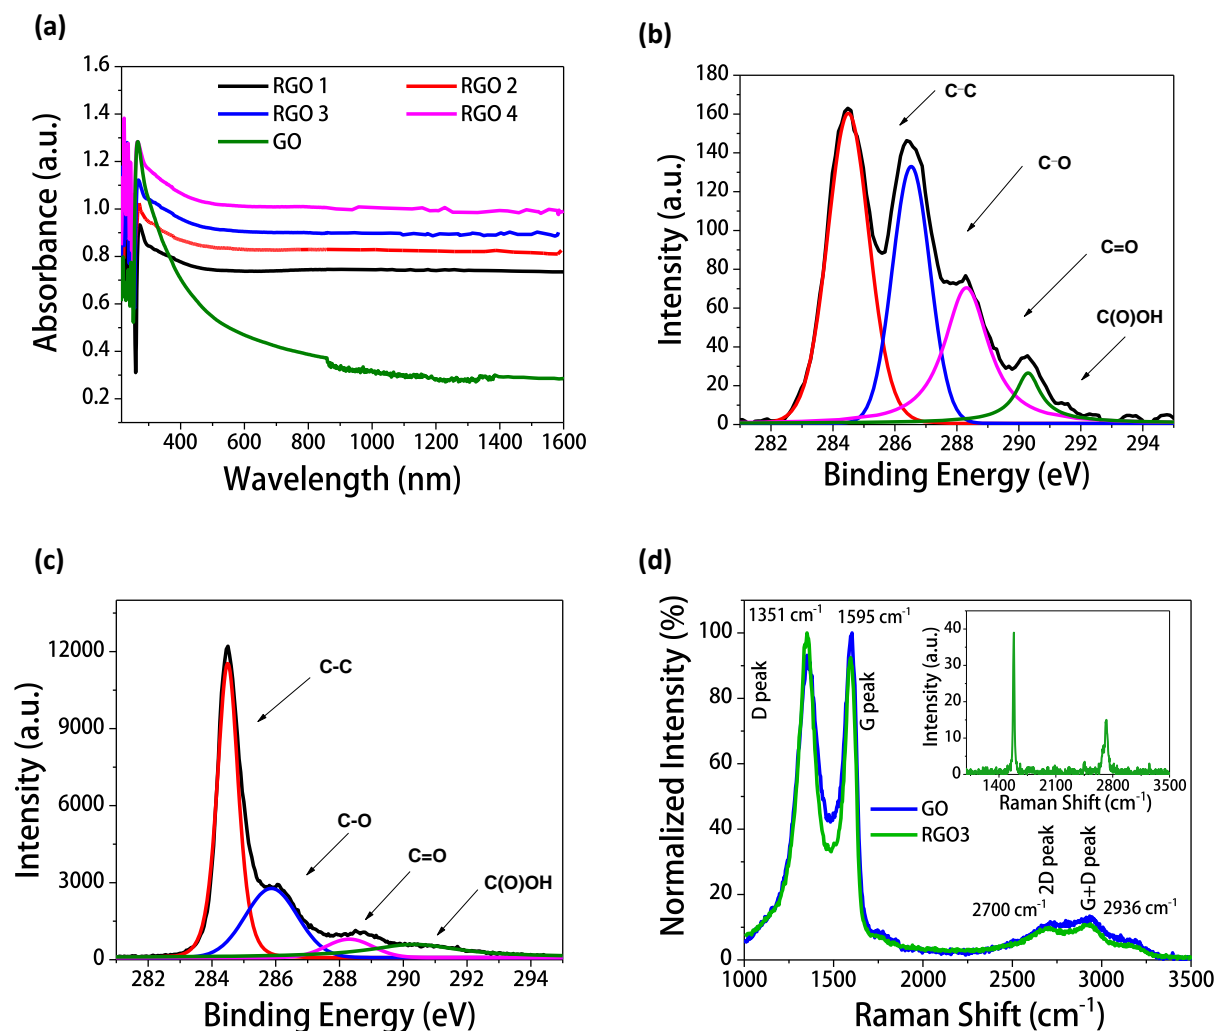 (a)
1.6
1.4
1.2
1.0
0.8
0.6
0.4
0.2
Absorbance (a.u.)
RGO 1
RGO 2
RGO 3
RGO 4
GO
400 600 800 1000 1200 1400 1600
Wavelength (nm)
(b)
180
160
140
120
100
80
60
40
20
0
Intensity (a.u.)
C-C
C-O
C=O
C(O)OH
282 284 286 288 290 292 294
Binding Energy (eV)
(c)
12000
9000
6000
3000
0
Intensity (a.u.)
C-C
C-O
C=O
C(O)OH
282 284 286 288 290 292 294
Binding Energy (eV)
(d)
100
80
60
40
20
0
Normalized Intensity (%)
1351 cm⁻¹
1595 cm⁻¹
D peak
G peak
40
30
20
10
0
Intensity (a.u.)
1400 2100 2800 3500
Raman Shift (cm⁻¹)
GO
RGO3
2D peak
G+D peak
2700 cm⁻¹
2936 cm⁻¹
1000 1500 2000 2500 3000 3500
Raman Shift (cm⁻¹)